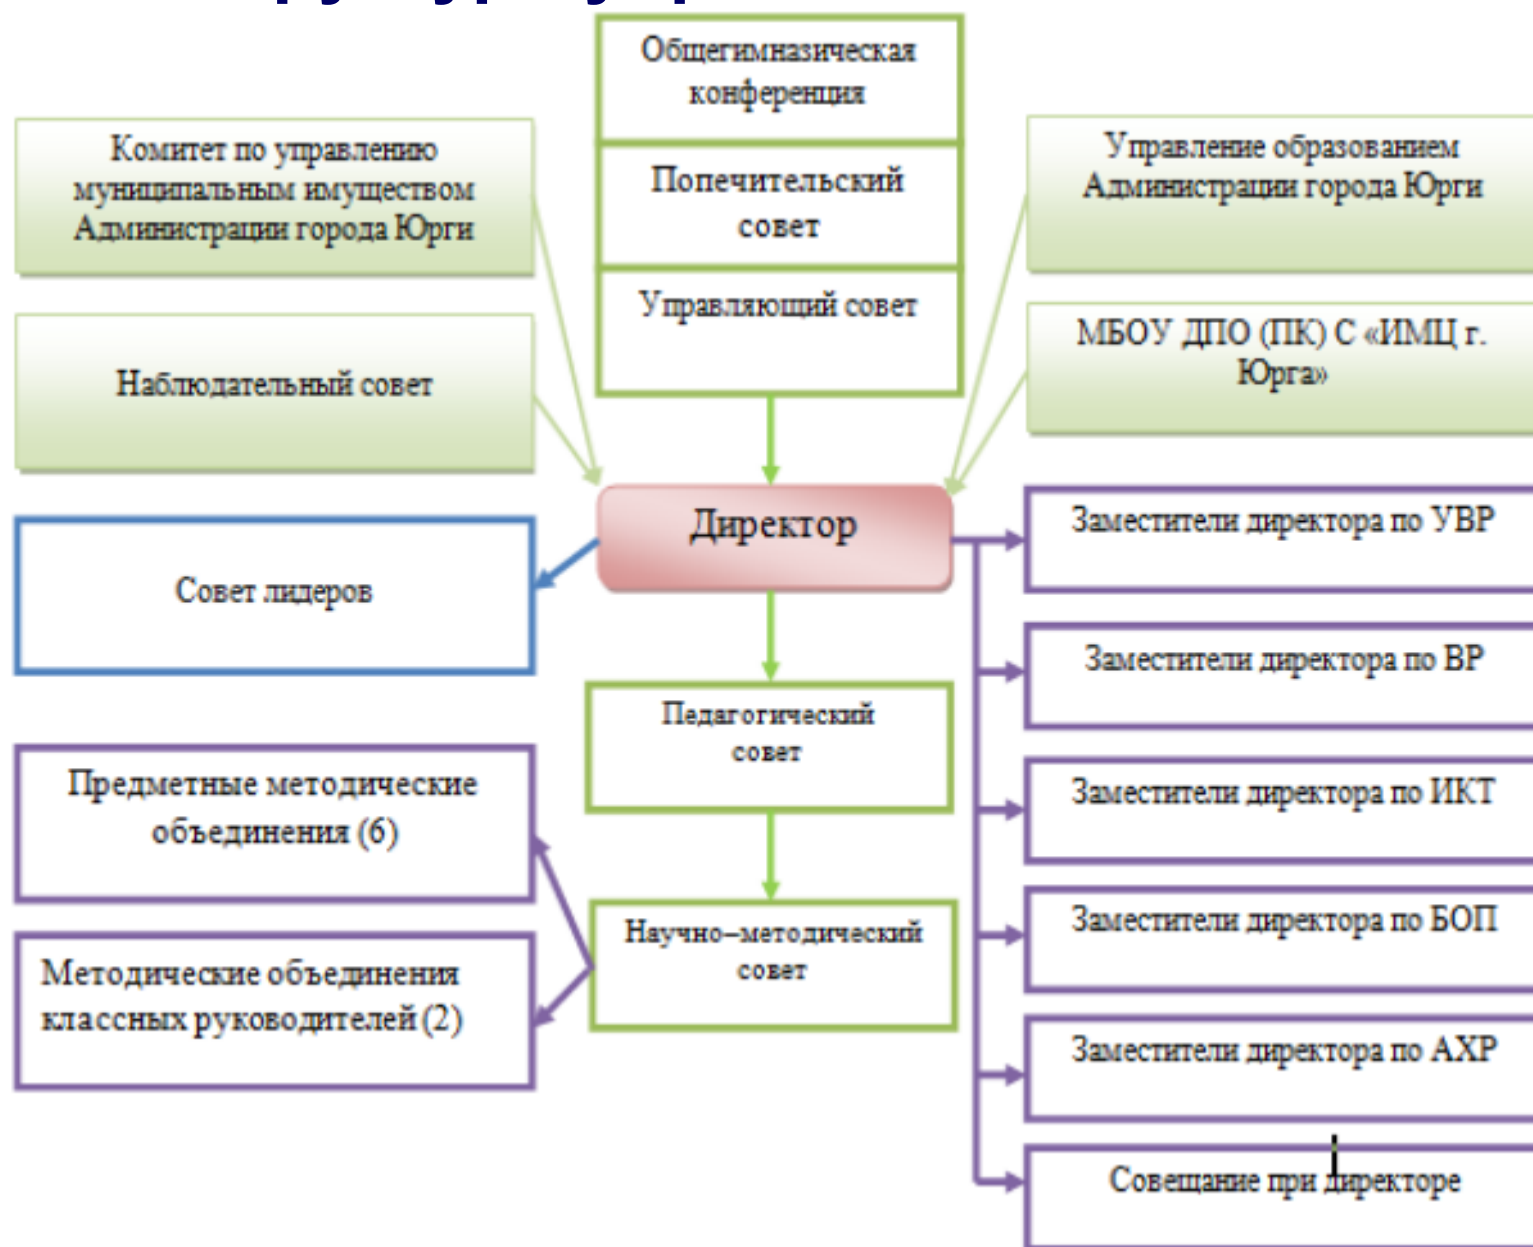 Общегимназическая
конференция
Комитет по управлению
муниципальным имуществом
Администрации города Юрги
Попечительский
совет
Управление образованием
Администрации города Юрги
Управляющий совет
Наблюдательный совет
МБОУ ДПО (ПК) С «ИМЦ г.
Юрга»
Директор
Совет лидеров
Заместители директора по УВР
Заместители директора по ВР
Педагогический
совет
Предметные методические
объединения (6)
Заместители директора по ИКТ
Научно–методический
совет
Заместители директора по БОП
Методические объединения
классных руководителей (2)
Заместители директора по АХР
Совещание при директоре